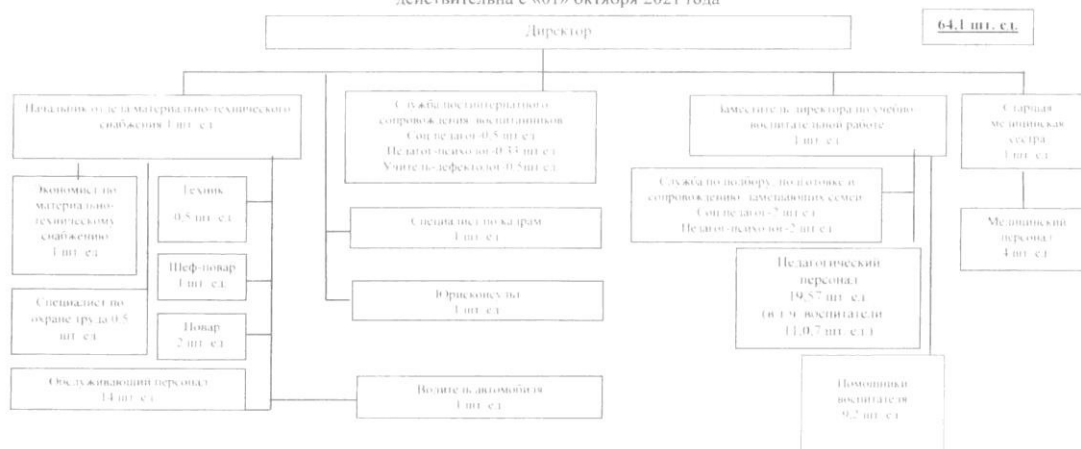 действительна с «01» октября 2021 года
64,1 шт. ед.
Директор
Начальник отдела материально-технического
снабжения 1 шт. ед
Служба постинтернатного
сопровождения воспитанников
Соц педагог-0,5 шт ед
Педагог-психолог-0.33 шт ед
Учитель-дефектолог-0.5шт ед
Заместитель директора по учебно
воспитательной работе
1 шт. ед
Старшая
медицинская
сестра
1 шт. ед
Экономист по
материально-
техническому
снабжению
1 шт. ед
Техник
0,5 шт. ед
Служба по подбору, подготовке и
сопровождению замещающих семей
Соц педагог-2 шт ед
Педагог-психолог-2 шт ед
Специалист по кадрам
1 шт. ед
Медицинский
персонал
4 шт. ед
Шеф-повар
1 шт. ед
Педагогический
персонал
19,57 шт. ед
(в т.ч. воспитатели
11,0,7 шт. ед.)
Специалист по
охране труда 0.5
шт. ед
Юрисконсульт
1 шт. ед
Повар
2 шт. ед
Обслуживающий персонал
14 шт. ед
Водитель автомобиля
1 шт. ед
Помощники
воспитателя
9,2 шт. ед